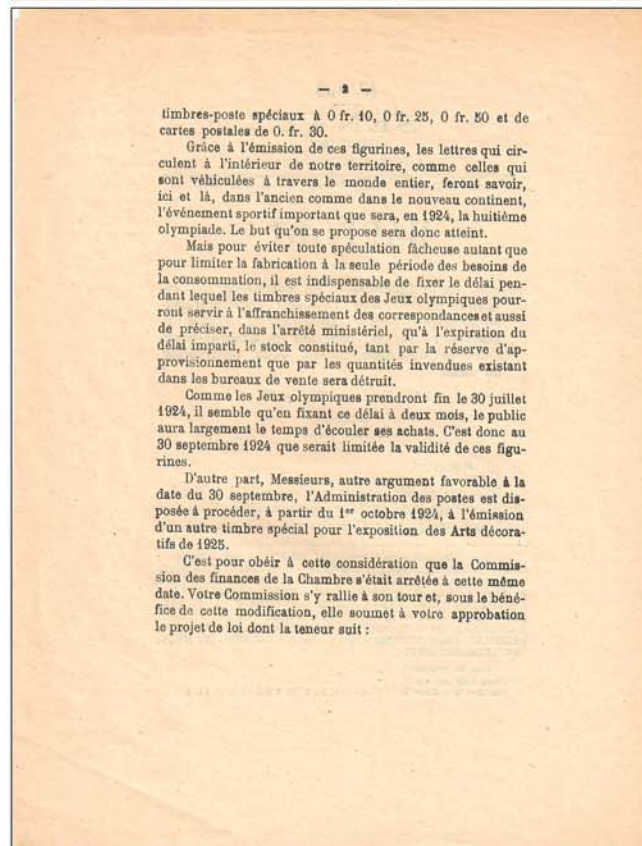 — 2 —
timbres-poste spéciaux à 0 fr. 10, 0 fr. 25, 0 fr. 50 et de
cartes postales de 0. fr. 30.
Grâce à l'émission de ces figurines, les lettres qui cir-
culent à l'intérieur de notre territoire, comme celles qui
sont véhiculées à travers le monde entier, feront savoir,
ici et là, dans l'ancien comme dans le nouveau continent,
l'événement sportif important que sera, en 1924, la huitième
olympiade. Le but qu'on se propose sera donc atteint.
Mais pour éviter toute spéculation fâcheuse autant que
pour limiter la fabrication à la seule période des besoins de
la consommation, il est indispensable de fixer le délai pen-
dant lequel les timbres spéciaux des Jeux olympiques pour-
ront servir à l'affranchissement des correspondances et aussi
de préciser, dans l'arrêté ministériel, qu'à l'expiration du
délai imparti, le stock constitué, tant par la réserve d'ap-
provisionnement que par les quantités invendues existant
dans les bureaux de vente sera détruit.
Comme les Jeux olympiques prendront fin le 30 juillet
1924, il semble qu'en fixant ce délai à deux mois, le public
aura largement le temps d'écouler ses achats. C'est donc au
30 septembre 1924 que serait limitée la validité de ces figu-
rines.
D'autre part, Messieurs, autre argument favorable à la
date du 30 septembre, l'Administration des postes est dis-
posée à procéder, à partir du 1er octobre 1924, à l'émission
d'un autre timbre spécial pour l'exposition des Arts décora-
tifs de 1925.
C'est pour obéir à cette considération que la Commis-
sion des finances de la Chambre s'était arrêtée à cette même
date. Votre Commission s'y rallie à son tour et, sous le béné-
fice de cette modification, elle soumet à votre approbation
le projet de loi dont la teneur suit :